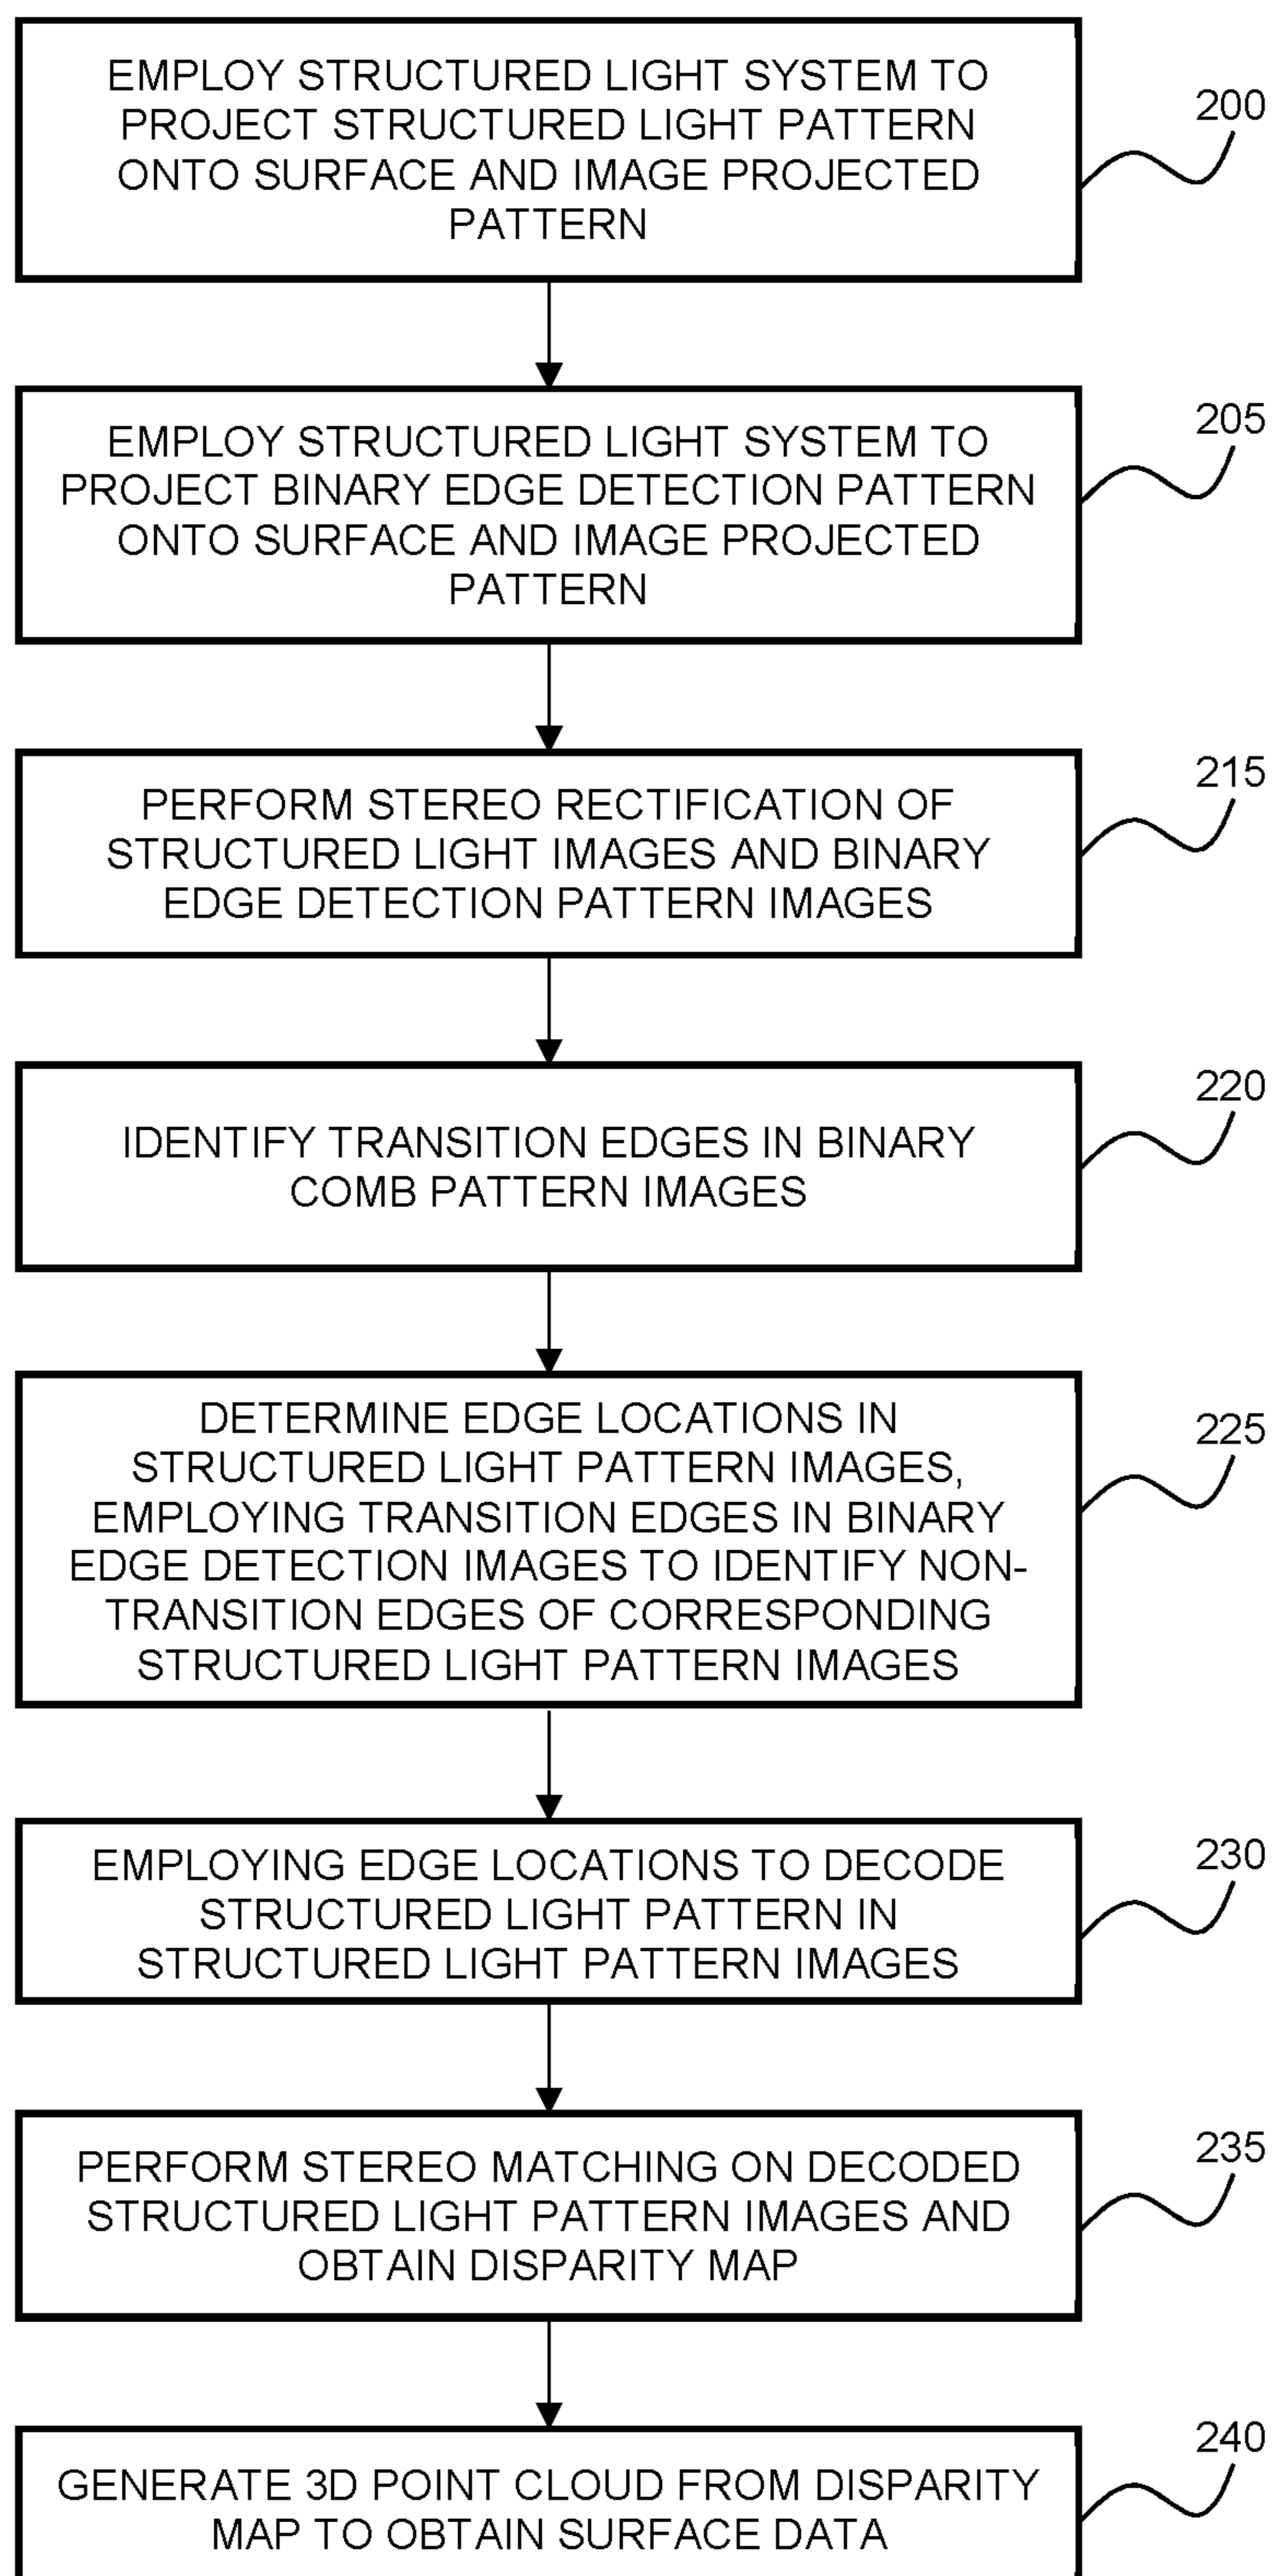 EMPLOY STRUCTURED LIGHT SYSTEM TO
PROJECT STRUCTURED LIGHT PATTERN
ONTO SURFACE AND IMAGE PROJECTED
PATTERN
200
EMPLOY STRUCTURED LIGHT SYSTEM TO
PROJECT BINARY EDGE DETECTION PATTERN
ONTO SURFACE AND IMAGE PROJECTED
PATTERN
205
PERFORM STEREO RECTIFICATION OF
STRUCTURED LIGHT IMAGES AND BINARY
EDGE DETECTION PATTERN IMAGES
215
IDENTIFY TRANSITION EDGES IN BINARY
COMB PATTERN IMAGES
220
DETERMINE EDGE LOCATIONS IN
STRUCTURED LIGHT PATTERN IMAGES,
EMPLOYING TRANSITION EDGES IN BINARY
EDGE DETECTION IMAGES TO IDENTIFY NON-
TRANSITION EDGES OF CORRESPONDING
STRUCTURED LIGHT PATTERN IMAGES
225
EMPLOYING EDGE LOCATIONS TO DECODE
STRUCTURED LIGHT PATTERN IN
STRUCTURED LIGHT PATTERN IMAGES
230
PERFORM STEREO MATCHING ON DECODED
STRUCTURED LIGHT PATTERN IMAGES AND
OBTAIN DISPARITY MAP
235
GENERATE 3D POINT CLOUD FROM DISPARITY
MAP TO OBTAIN SURFACE DATA
240